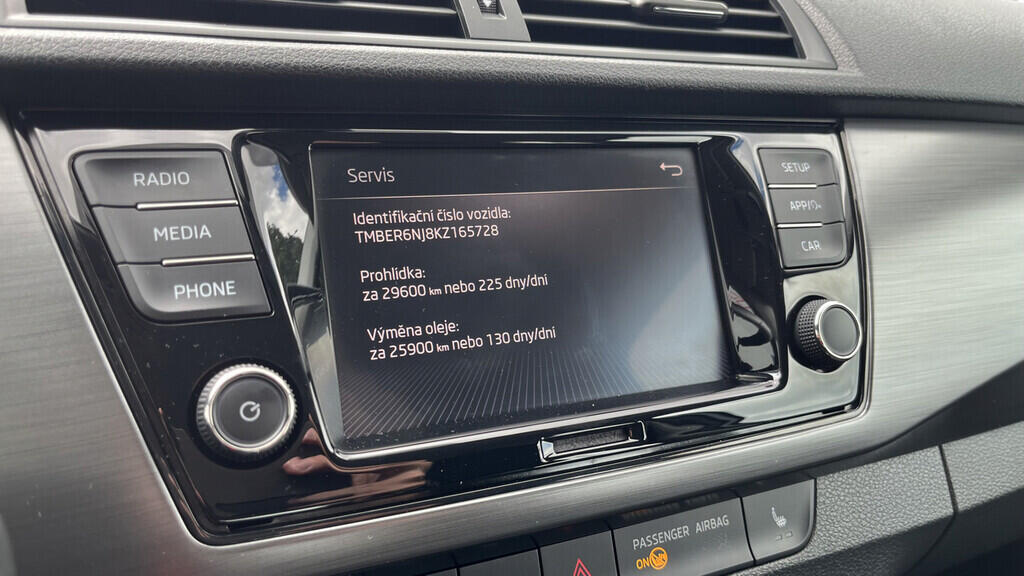 RADIO
MEDIA
PHONE
Servis
Identifikační číslo vozidla:
TMBER6NJ8KZ165728
Prohlídka:
za 29600 km nebo 225 dny/dní
Výměna oleje:
za 25900 km nebo 130 dny/dní
SETUP
APP/
CAR
PASSENGER AIRBAG
ON